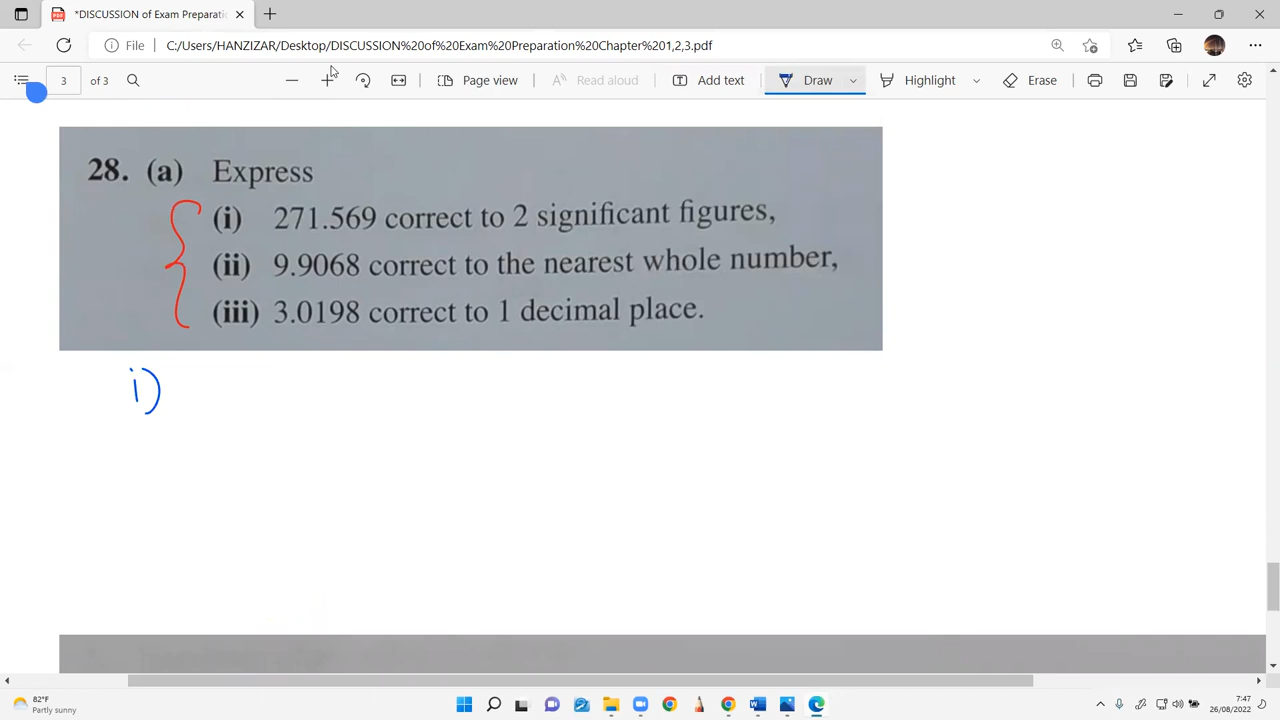 *DISCUSSION of Exam Preparatio
File C:/Users/HANZIZAR/Desktop/DISCUSSION%20of%20Exam%20Preparation%20Chapter%201,2,3.pdf
3 of 3 Page view Read aloud Add text Draw Highlight Erase
28. (a) Express
(i) 271.569 correct to 2 significant figures,
(ii) 9.9068 correct to the nearest whole number,
(iii) 3.0198 correct to 1 decimal place.
i)
82°F
Partly sunny
7:47
26/08/2022